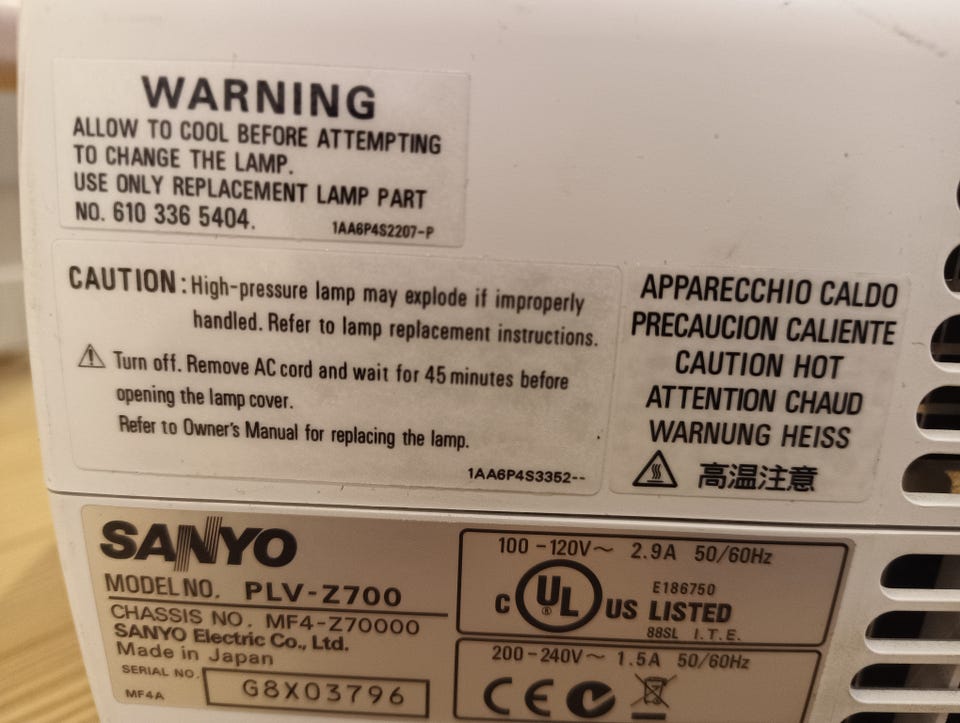 WARNING
ALLOW TO COOL BEFORE ATTEMPTING
TO CHANGE THE LAMP.
USE ONLY REPLACEMENT LAMP PART
NO. 610 336 5404.
1AA6P4S2207-P
CAUTION: High-pressure lamp may explode if improperly
handled. Refer to lamp replacement instructions.
Turn off. Remove AC cord and wait for 45 minutes before
opening the lamp cover.
Refer to Owner's Manual for replacing the lamp.
1AA6P4S3352--
APPARECCHIO CALDO
PRECAUCION CALIENTE
CAUTION HOT
ATTENTION CHAUD
WARNUNG HEISS
高温注意
SANYO
MODEL NO. PLV-Z700
CHASSIS NO. MF4-Z70000
SANYO Electric Co., Ltd.
Made in Japan
SERIAL NO.
MF4A
G8X03796
100-120V~ 2.9A 50/60Hz
C UL ® US LISTED
E186750
88SL I.T.E.
200-240V~ 1.5A 50/60Hz
CE